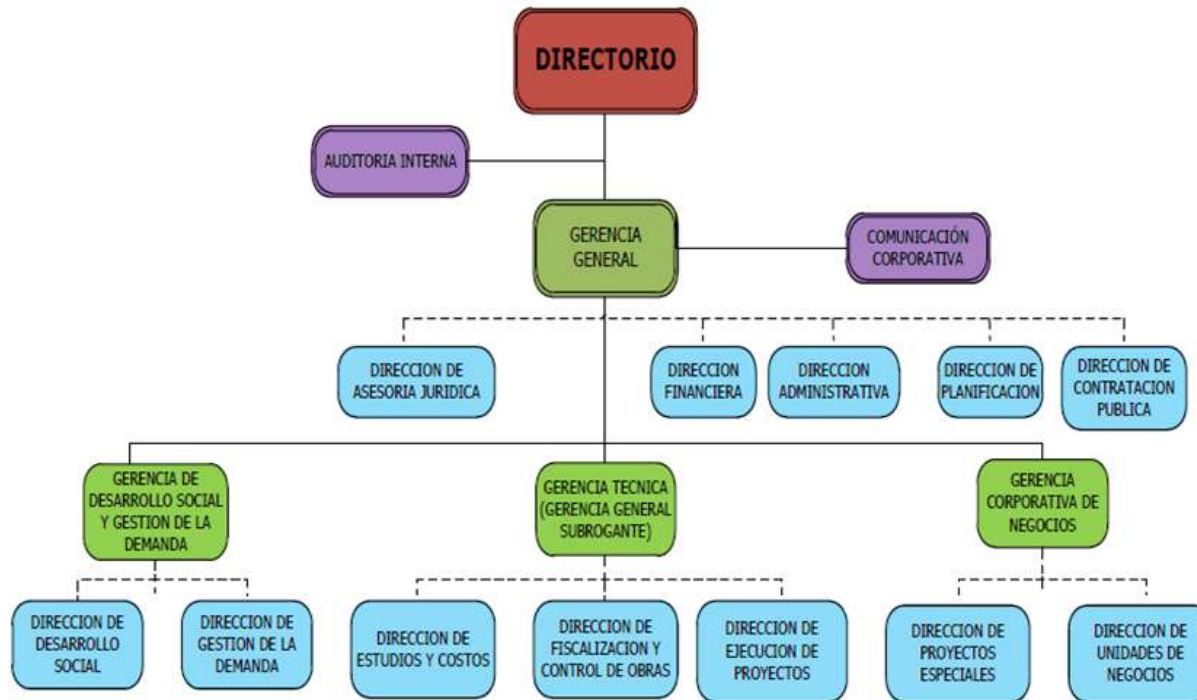 DIRECTORIO
AUDITORIA INTERNA
GERENCIA
GENERAL
COMUNICACIÓN
CORPORATIVA
DIRECCION DE
ASESORIA JURIDICA
DIRECCION
FINANCIERA
DIRECCION
ADMINISTRATIVA
DIRECCION DE
PLANIFICACION
DIRECCION DE
CONTRATACION
PUBLICA
GERENCIA DE
DESARROLLO SOCIAL
Y GESTION DE LA
DEMANDA
GERENCIA TECNICA
(GERENCIA GENERAL
SUBROGANTE)
GERENCIA
CORPORATIVA DE
NEGOCIOS
DIRECCION DE
DESARROLLO
SOCIAL
DIRECCION DE
GESTION DE LA
DEMANDA
DIRECCION DE
ESTUDIOS Y COSTOS
DIRECCION DE
FISCALIZACION Y
CONTROL DE OBRAS
DIRECCION DE
EJECUCION DE
PROYECTOS
DIRECCION DE
PROYECTOS
ESPECIALES
DIRECCION DE
UNIDADES DE
NEGOCIOS